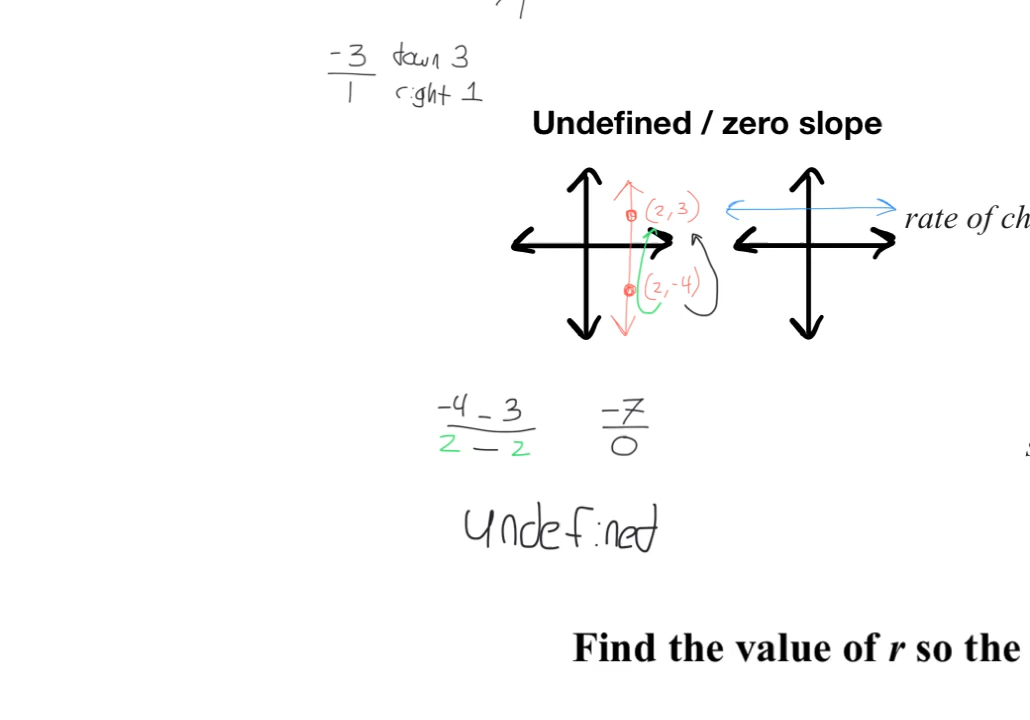 -3 down 3
1 right 1
Undefined / zero slope
(2,3)
rate of ch
(2,-4)
-4 - 3 -7
2 - 2 0
undefined
Find the value of r so the